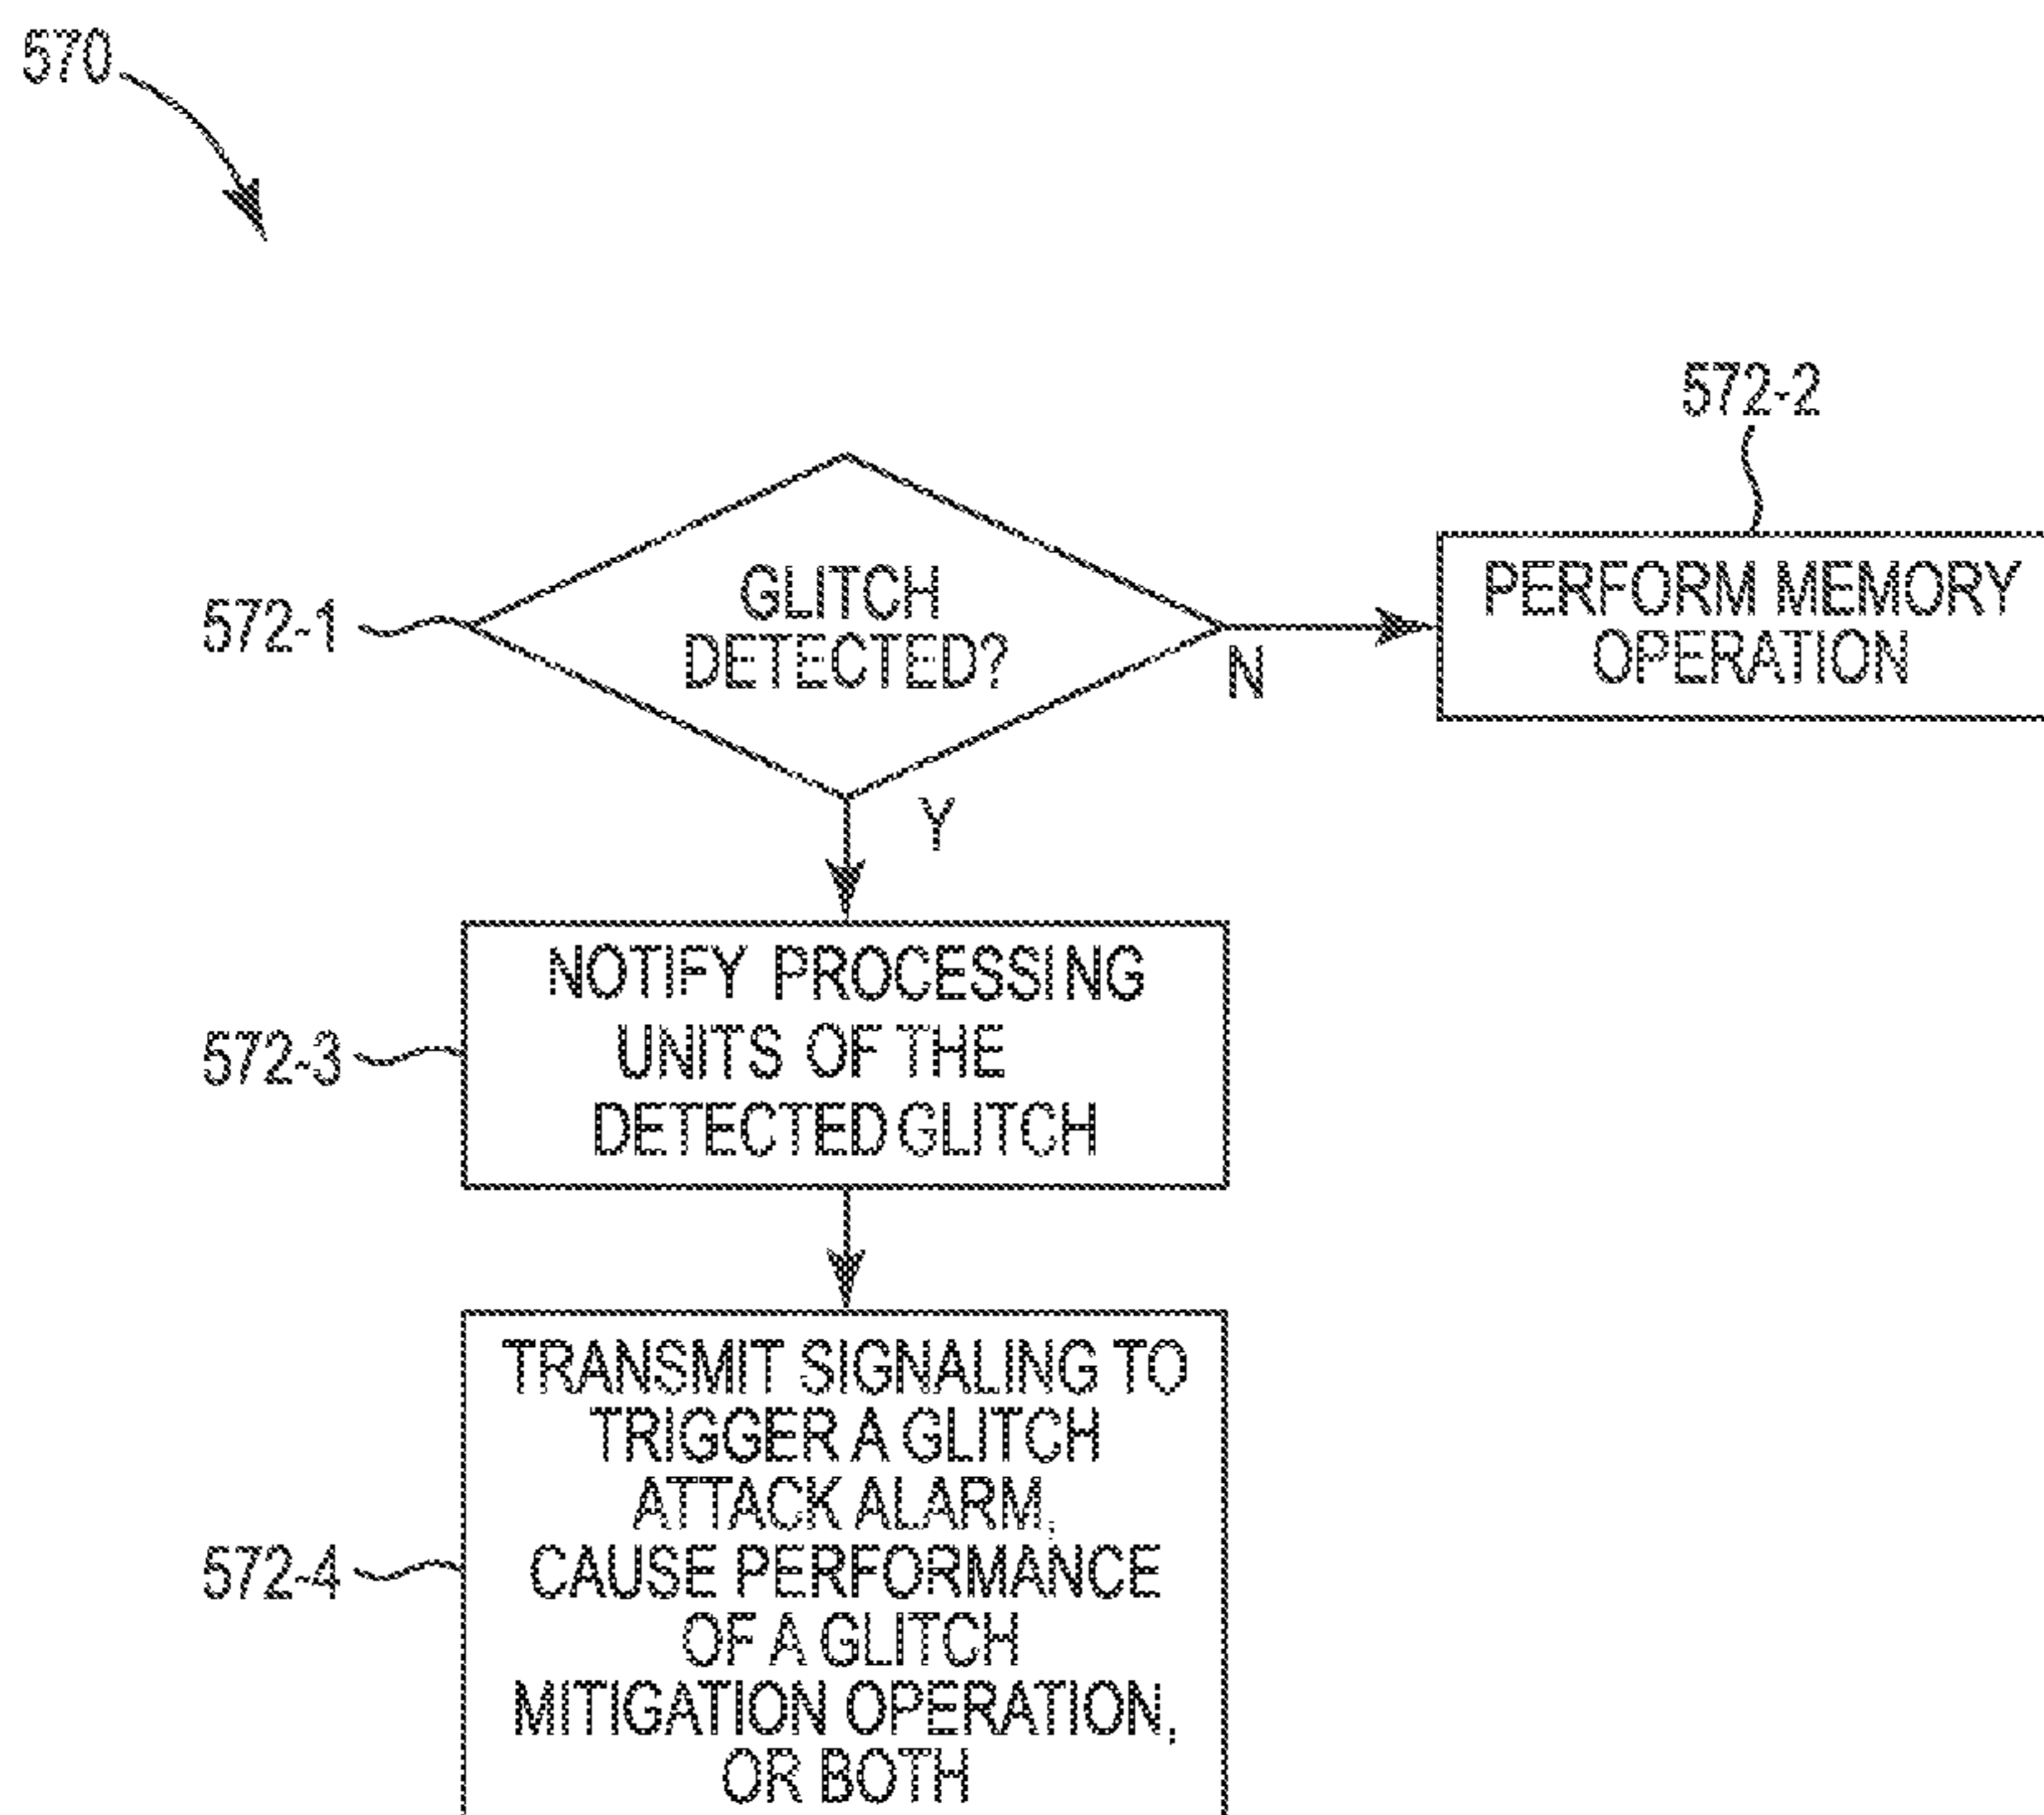 570
572-2
572-1
GLITCH
DETECTED?
N
PERFORM MEMORY
OPERATION
Y
572-3
NOTIFY PROCESSING
UNITS OF THE
DETECTED GLITCH
572-4
TRANSMIT SIGNALING TO
TRIGGER A GLITCH
ATTACK ALARM,
CAUSE PERFORMANCE
OF A GLITCH
MITIGATION OPERATION,
OR BOTH